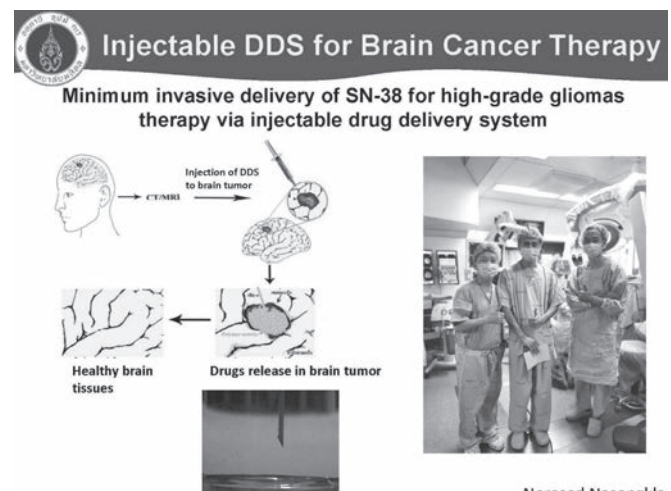 Injectable DDS for Brain Cancer Therapy
Minimum invasive delivery of SN-38 for high-grade gliomas
therapy via injectable drug delivery system
Injection of DDS
to brain tumor
CT/MRI
Healthy brain
tissues
Drugs release in brain tumor